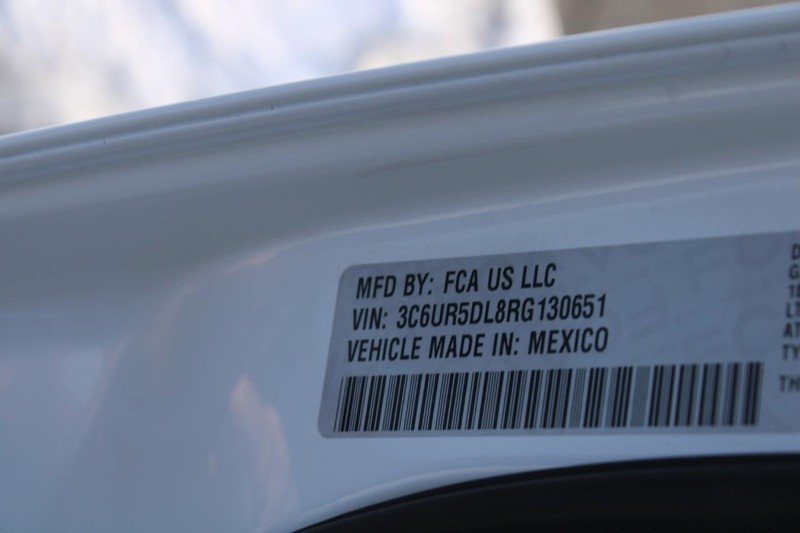 MFD BY: FCA US LLC
VIN: 3C6UR5DL8RG130651
VEHICLE MADE IN: MEXICO